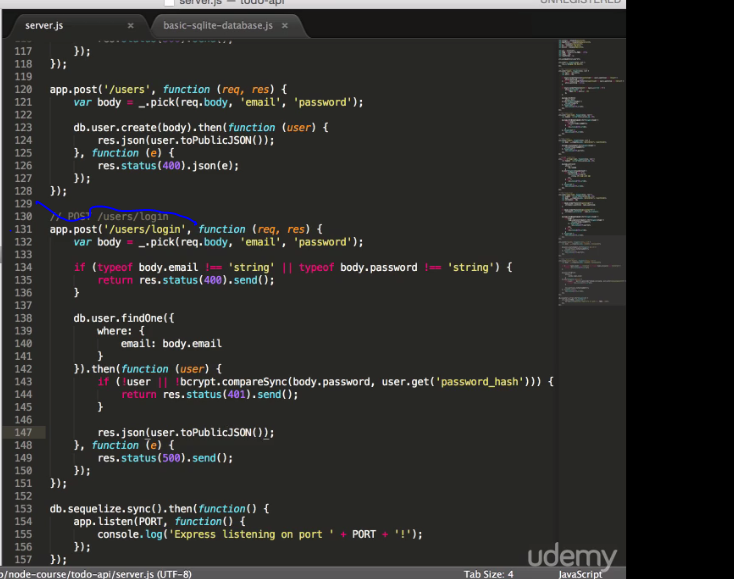 server.js — todo-api
UNREGISTERED
server.js × basic-sqlite-database.js ×
117 });
118 });
119
120 app.post('/users', function (req, res) {
121 var body = _.pick(req.body, 'email', 'password');
122
123 db.user.create(body).then(function (user) {
124 res.json(user.toPublicJSON());
125 }, function (e) {
126 res.status(400).json(e);
127 });
128 });
129
130 // POST /users/login
131 app.post('/users/login', function (req, res) {
132 var body = _.pick(req.body, 'email', 'password');
133
134 if (typeof body.email !== 'string' || typeof body.password !== 'string') {
135 return res.status(400).send();
136 }
137
138 db.user.findOne({
139 where: {
140 email: body.email
141 }
142 }).then(function (user) {
143 if (!user || !bcrypt.compareSync(body.password, user.get('password_hash'))) {
144 return res.status(401).send();
145 }
146
147 res.json(user.toPublicJSON());
148 }, function (e) {
149 res.status(500).send();
150 });
151 });
152
153 db.sequelize.sync().then(function() {
154 app.listen(PORT, function() {
155 console.log('Express listening on port ' + PORT + '!');
156 });
157 });
udemy
o/node-course/todo-api/server.js (UTF-8) Tab Size: 4 JavaScript